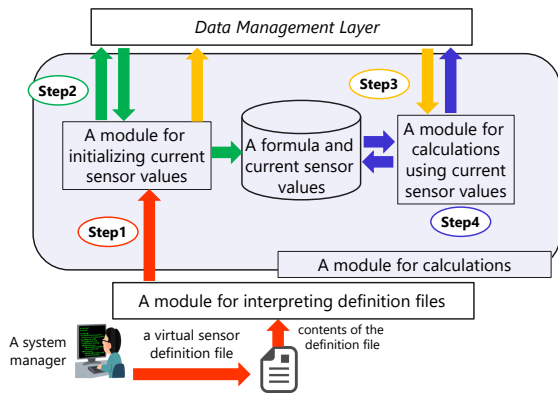 Data Management Layer
Step2
Step3
A module for
initializing current
sensor values
A formula and
current sensor
values
A module for
calculations
using current
sensor values
Step1
Step4
A module for calculations
A module for interpreting definition files
A system
manager
a virtual sensor
definition file
contents of the
definition file